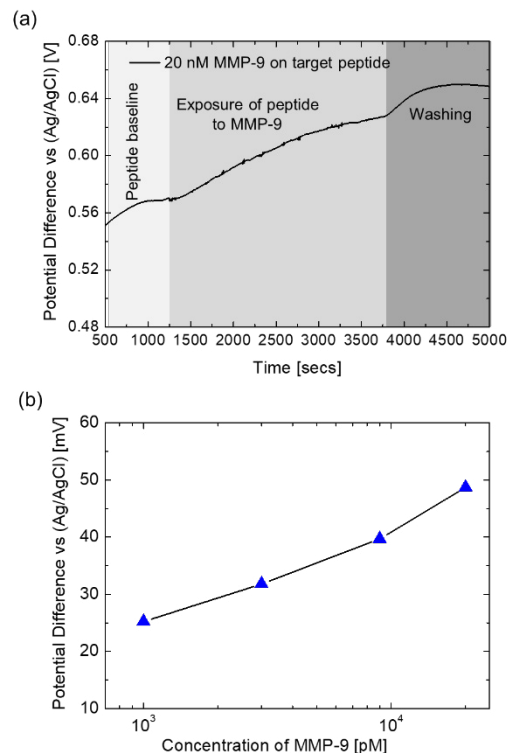 (a)
Potential Difference vs (Ag/AgCl) [V]
0.68
0.64
0.60
0.56
0.52
0.48
20 nM MMP-9 on target peptide
Peptide baseline
Exposure of peptide
to MMP-9
Washing
500 1000 1500 2000 2500 3000 3500 4000 4500 5000
Time [secs]
(b)
Potential Difference vs (Ag/AgCl) [mV]
60
50
40
30
20
10
10³ 10⁴
Concentration of MMP-9 [pM]